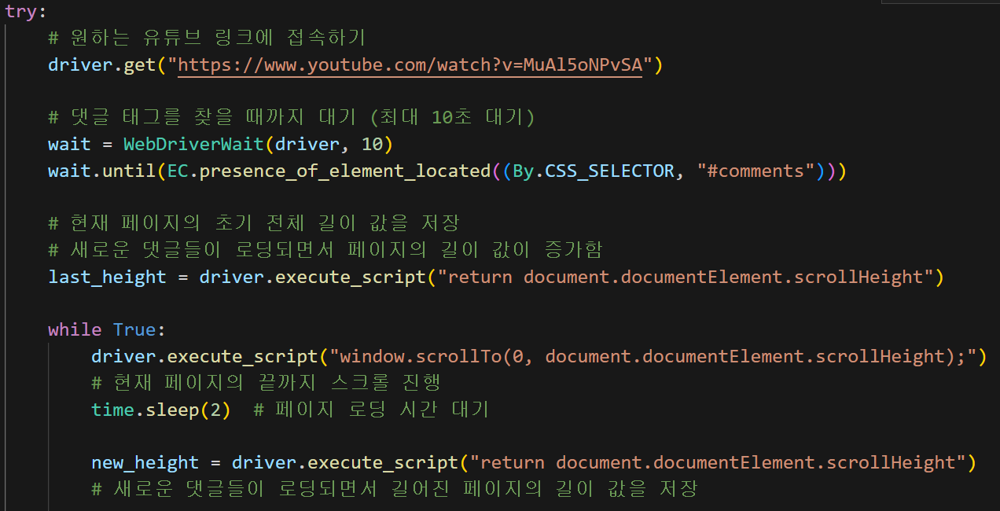 try:
# 원하는 유튜브 링크에 접속하기
driver.get("https://www.youtube.com/watch?v=MuAl5oNPvSA")
# 댓글 태그를 찾을 때까지 대기 (최대 10초 대기)
wait = WebDriverWait(driver, 10)
wait.until(EC.presence_of_element_located((By.CSS_SELECTOR, "#comments")))
# 현재 페이지의 초기 전체 길이 값을 저장
# 새로운 댓글들이 로딩되면서 페이지의 길이 값이 증가함
last_height = driver.execute_script("return document.documentElement.scrollHeight")
while True:
driver.execute_script("window.scrollTo(0, document.documentElement.scrollHeight);")
# 현재 페이지의 끝까지 스크롤 진행
time.sleep(2)  # 페이지 로딩 시간 대기
new_height = driver.execute_script("return document.documentElement.scrollHeight")
# 새로운 댓글들이 로딩되면서 길어진 페이지의 길이 값을 저장